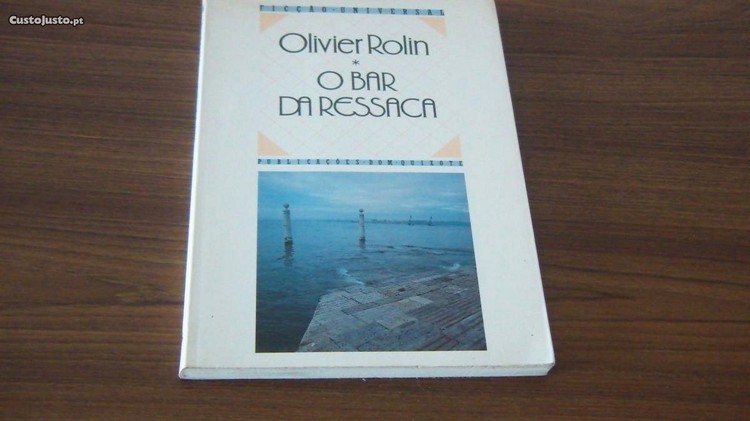 CustoJusto.pt
FICÇÃO UNIVERSAL
Olivier Rolin
*
O BAR
DA RESSACA
PUBLICAÇÕES DOM QUIXOTE